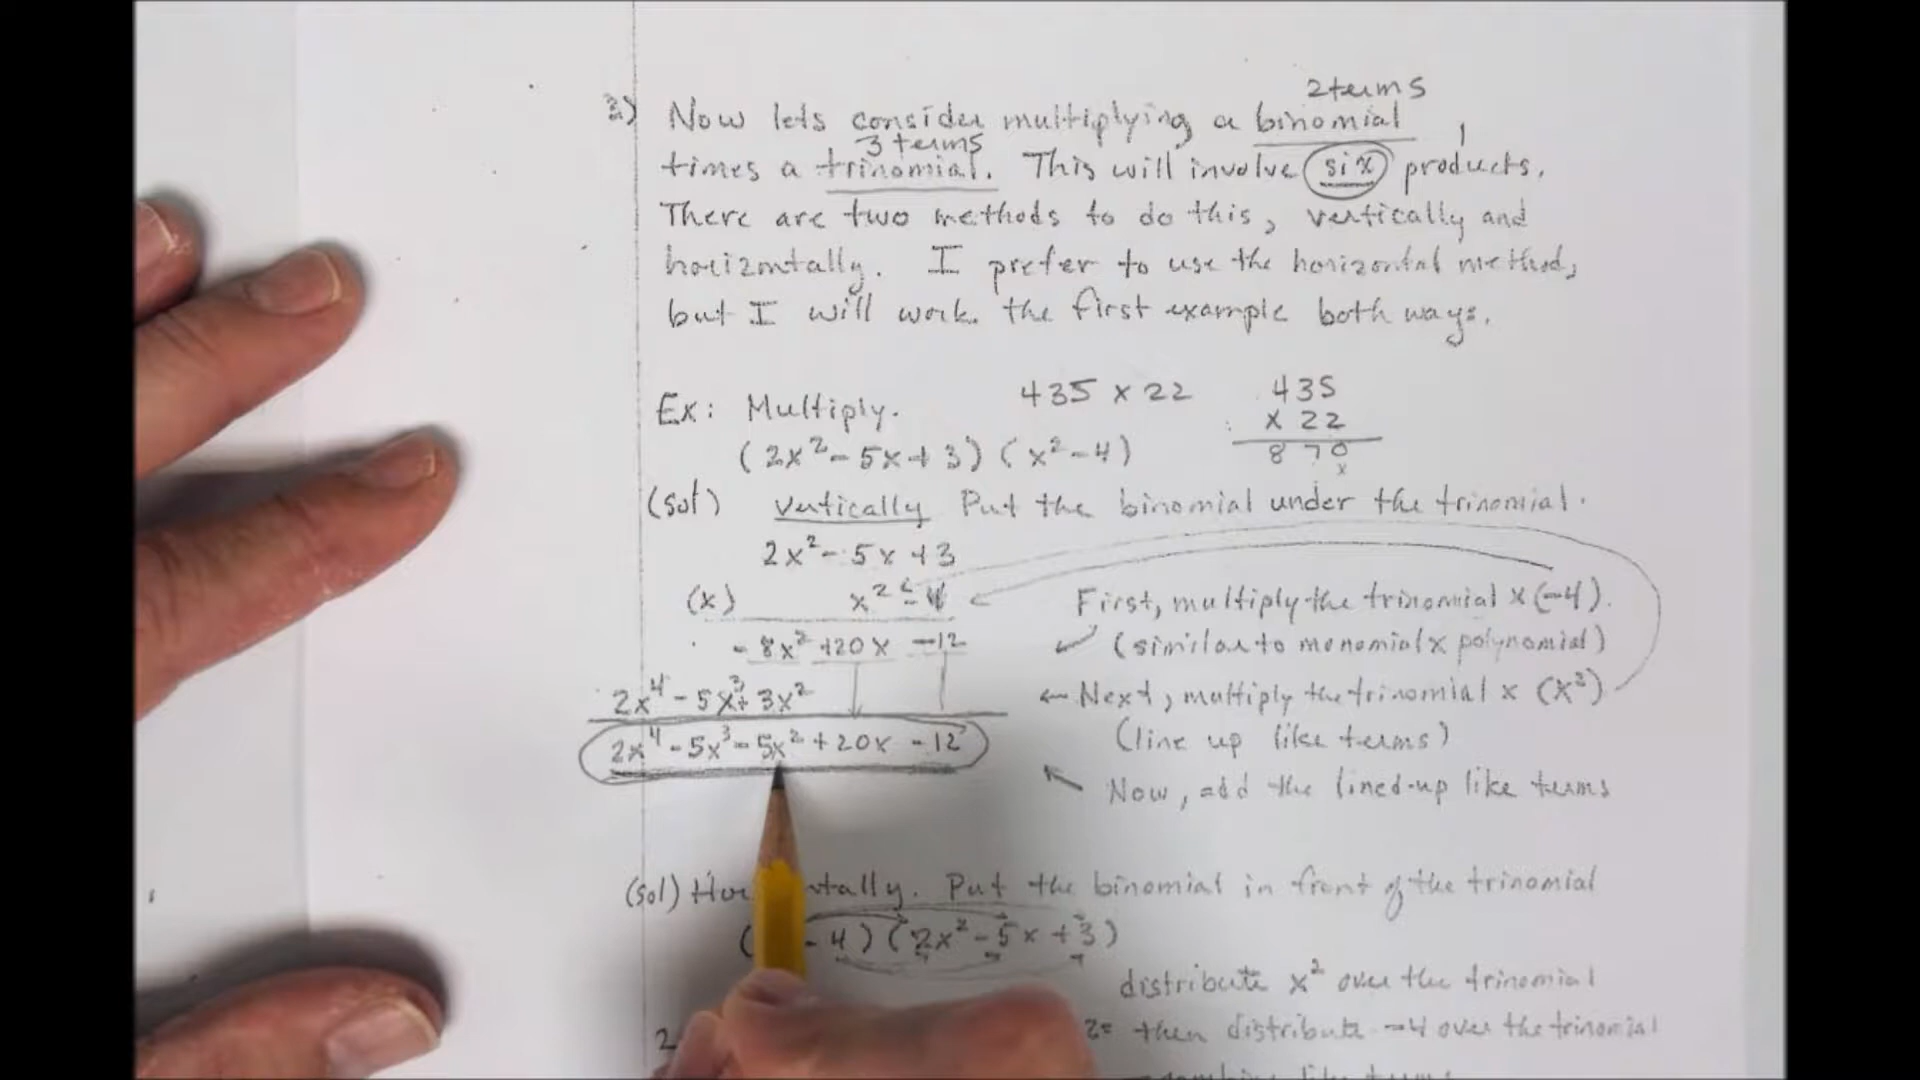 3) Now lets consider multiplying a binomial
2 terms
times a trinomial. This will involve six products.
3 terms
There are two methods to do this, vertically and
horizontally. I prefer to use the horizontal method,
but I will work the first example both ways.
Ex: Multiply. 435 x 22 435
x 22
(2x² - 5x + 3) (x² - 4) 870
x
(sol) vertically Put the binomial under the trinomial.
2x² - 5x + 3
(x) x² - 4 First, multiply the trinomial x (-4).
- 8x² + 20x - 12 (similar to monomial x polynomial)
2x⁴ - 5x³ + 3x² ← Next, multiply the trinomial x (x²)
2x⁴ - 5x³ - 5x² + 20x - 12 (line up like terms)
Now, add the lined-up like terms
(sol) Put the binomial in front of the trinomial
( - 4) (2x² - 5x + 3)
distribute x² over the trinomial
2 then distribute -4 over the trinomial
like terms